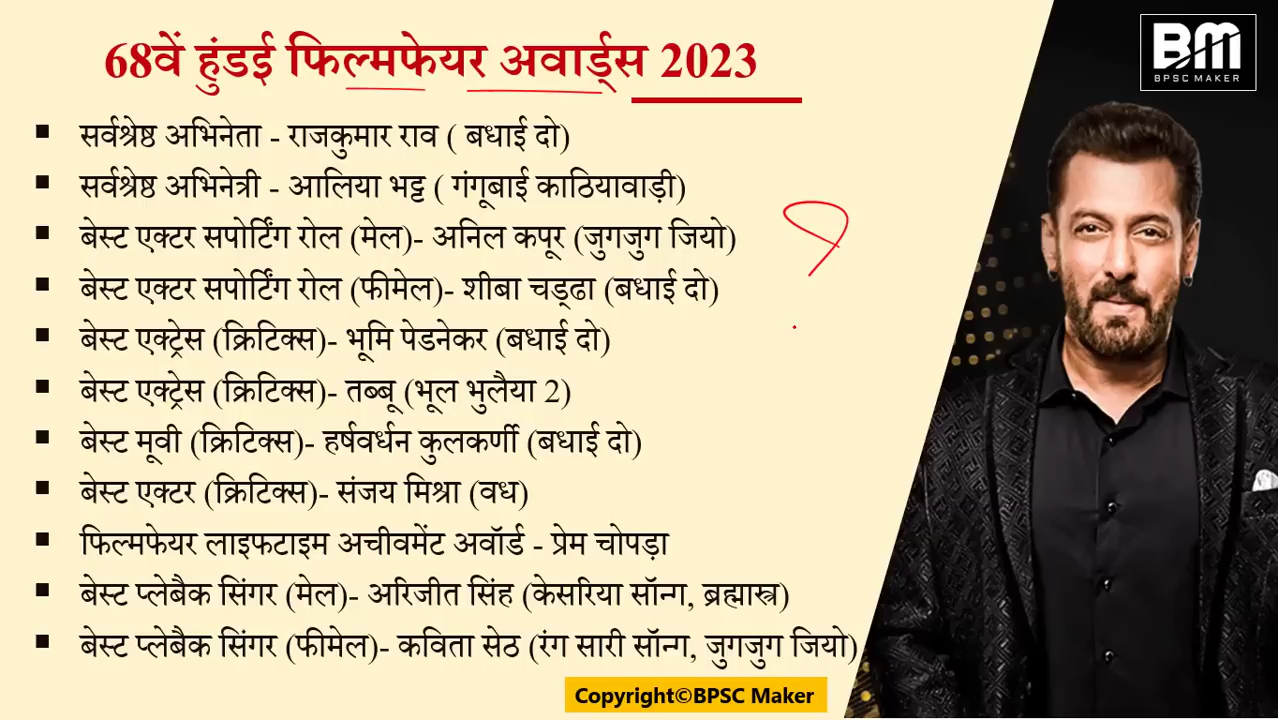 68वें हुंडई फिल्मफेयर अवार्ड्स 2023
BM
BPSC MAKER
▪ सर्वश्रेष्ठ अभिनेता - राजकुमार राव ( बधाई दो)
▪ सर्वश्रेष्ठ अभिनेत्री - आलिया भट्ट ( गंगूबाई काठियावाड़ी)
▪ बेस्ट एक्टर सपोर्टिंग रोल (मेल)- अनिल कपूर (जुगजुग जियो)
▪ बेस्ट एक्टर सपोर्टिंग रोल (फीमेल)- शीबा चड्ढा (बधाई दो)
▪ बेस्ट एक्ट्रेस (क्रिटिक्स)- भूमि पेडनेकर (बधाई दो)
▪ बेस्ट एक्ट्रेस (क्रिटिक्स)- तब्बू (भूल भुलैया 2)
▪ बेस्ट मूवी (क्रिटिक्स)- हर्षवर्धन कुलकर्णी (बधाई दो)
▪ बेस्ट एक्टर (क्रिटिक्स)- संजय मिश्रा (वध)
▪ फिल्मफेयर लाइफटाइम अचीवमेंट अवॉर्ड - प्रेम चोपड़ा
▪ बेस्ट प्लेबैक सिंगर (मेल)- अरिजीत सिंह (केसरिया सॉन्ग, ब्रह्मास्त्र)
▪ बेस्ट प्लेबैक सिंगर (फीमेल)- कविता सेठ (रंग सारी सॉन्ग, जुगजुग जियो)
Copyright©BPSC Maker